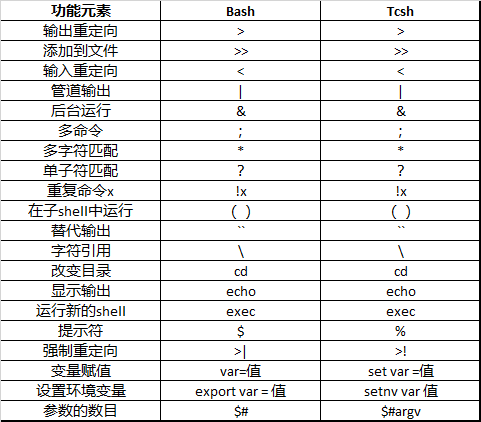 功能元素 Bash Tcsh
输出重定向 > >
添加到文件 >> >>
输入重定向 < <
管道输出 | |
后台运行 & &
多命令 ; ;
多字符匹配 * *
单子符匹配 ? ?
重复命令x !x !x
在子shell中运行 ( ) ( )
替代输出 `` ``
字符引用 \ \
改变目录 cd cd
显示输出 echo echo
运行新的shell exec exec
提示符 $ %
强制重定向 >| >!
变量赋值 var=值 set var =值
设置环境变量 export var = 值 setnv var 值
参数的数目 $# $#argv